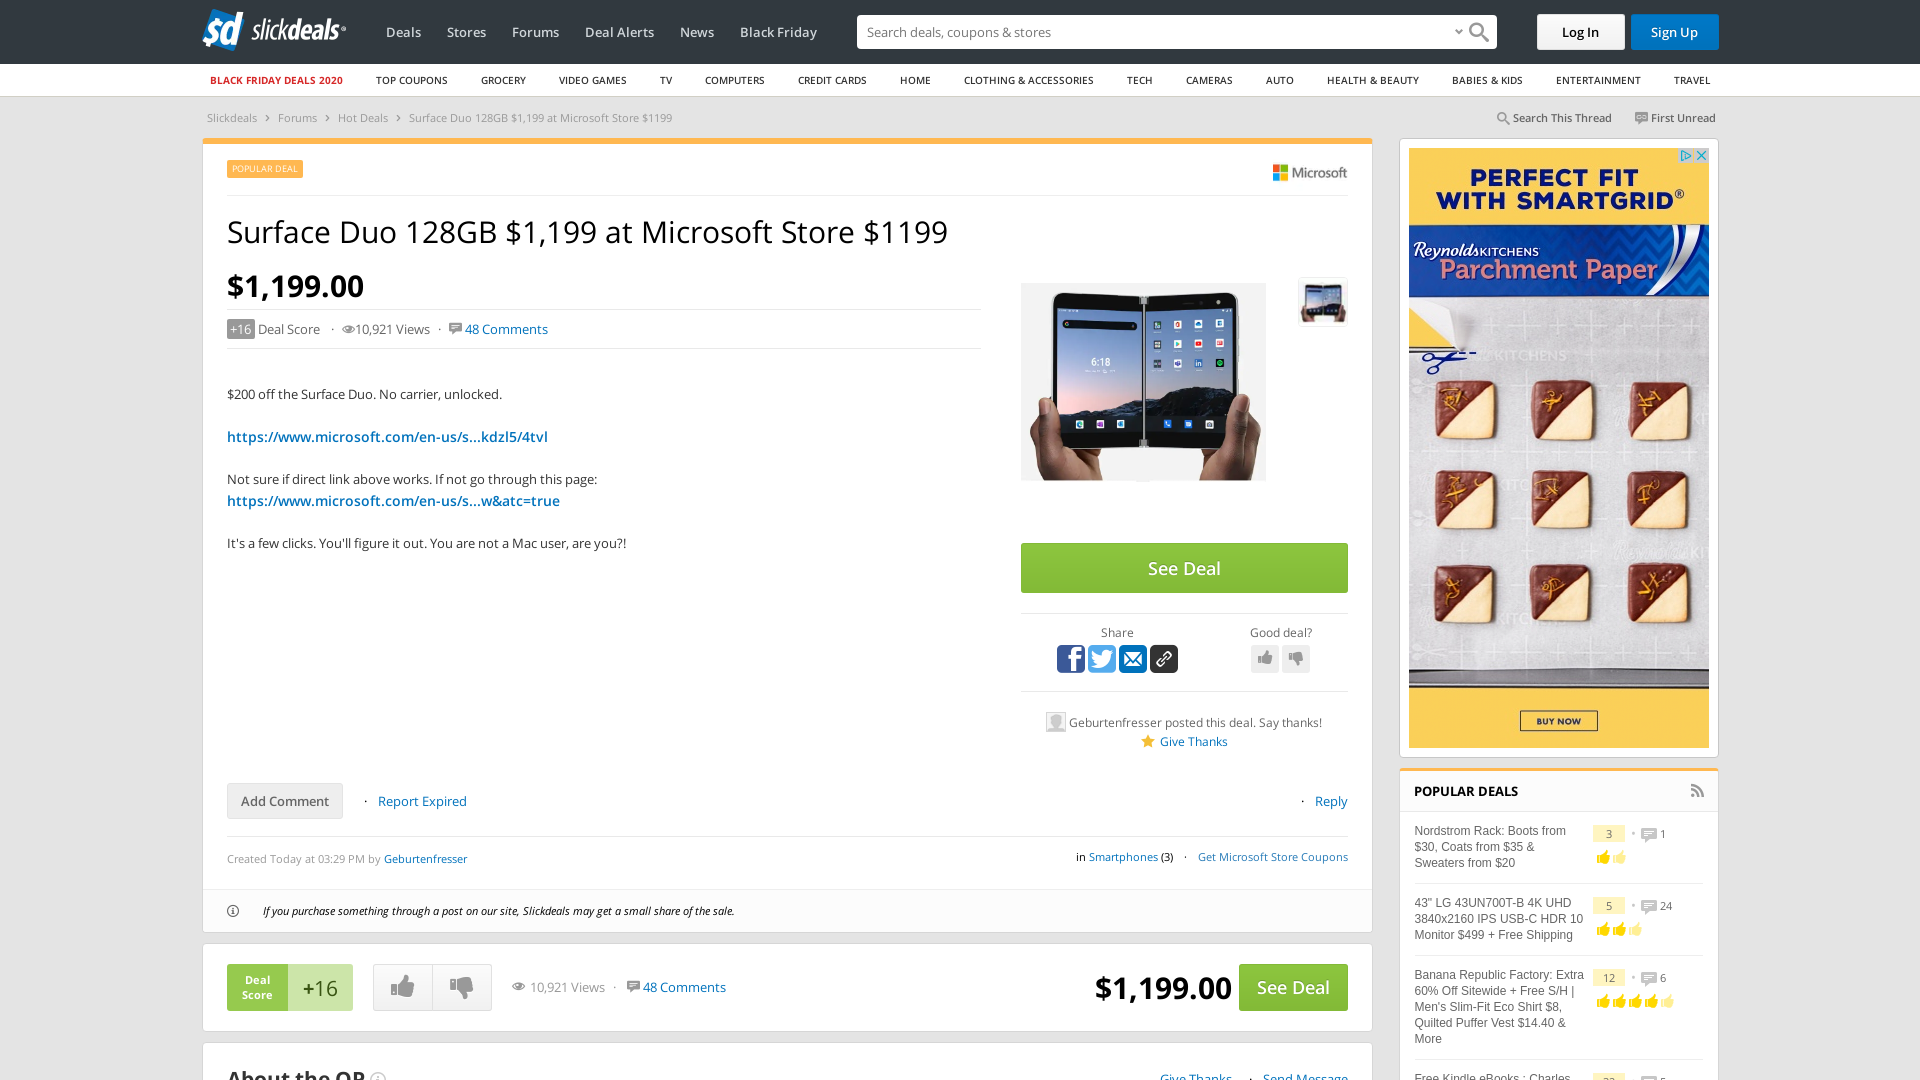 slickdeals
Deals Stores Forums Deal Alerts News Black Friday
Search deals, coupons & stores
Log In
Sign Up
BLACK FRIDAY DEALS 2020 TOP COUPONS GROCERY VIDEO GAMES TV COMPUTERS CREDIT CARDS HOME CLOTHING & ACCESSORIES TECH CAMERAS AUTO HEALTH & BEAUTY BABIES & KIDS ENTERTAINMENT TRAVEL
Slickdeals > Forums > Hot Deals > Surface Duo 128GB $1,199 at Microsoft Store $1199
Search This Thread First Unread
POPULAR DEAL
Microsoft
Surface Duo 128GB $1,199 at Microsoft Store $1199
$1,199.00
+16 Deal Score · 10,921 Views · 48 Comments
$200 off the Surface Duo. No carrier, unlocked.
https://www.microsoft.com/en-us/s...kdzl5/4tvl
Not sure if direct link above works. If not go through this page:
https://www.microsoft.com/en-us/s...w&atc=true
It's a few clicks. You'll figure it out. You are not a Mac user, are you?!
6:18
See Deal
Share
Good deal?
Geburtenfresser posted this deal. Say thanks!
Give Thanks
Add Comment · Report Expired
· Reply
Created Today at 03:29 PM by Geburtenfresser
in Smartphones (3) · Get Microsoft Store Coupons
If you purchase something through a post on our site, Slickdeals may get a small share of the sale.
Deal Score
+16
10,921 Views · 48 Comments
$1,199.00
See Deal
About the OP
Give Thanks · Send Message
PERFECT FIT
WITH SMARTGRID®
Reynolds KITCHENS
Parchment Paper
BUY NOW
POPULAR DEALS
Nordstrom Rack: Boots from
$30, Coats from $35 &
Sweaters from $20
3 • 1
43" LG 43UN700T-B 4K UHD
3840x2160 IPS USB-C HDR 10
Monitor $499 + Free Shipping
5 • 24
Banana Republic Factory: Extra
60% Off Sitewide + Free S/H |
Men's Slim-Fit Eco Shirt $8,
Quilted Puffer Vest $14.40 &
More
12 • 6
Free Kindle eBooks : Charles